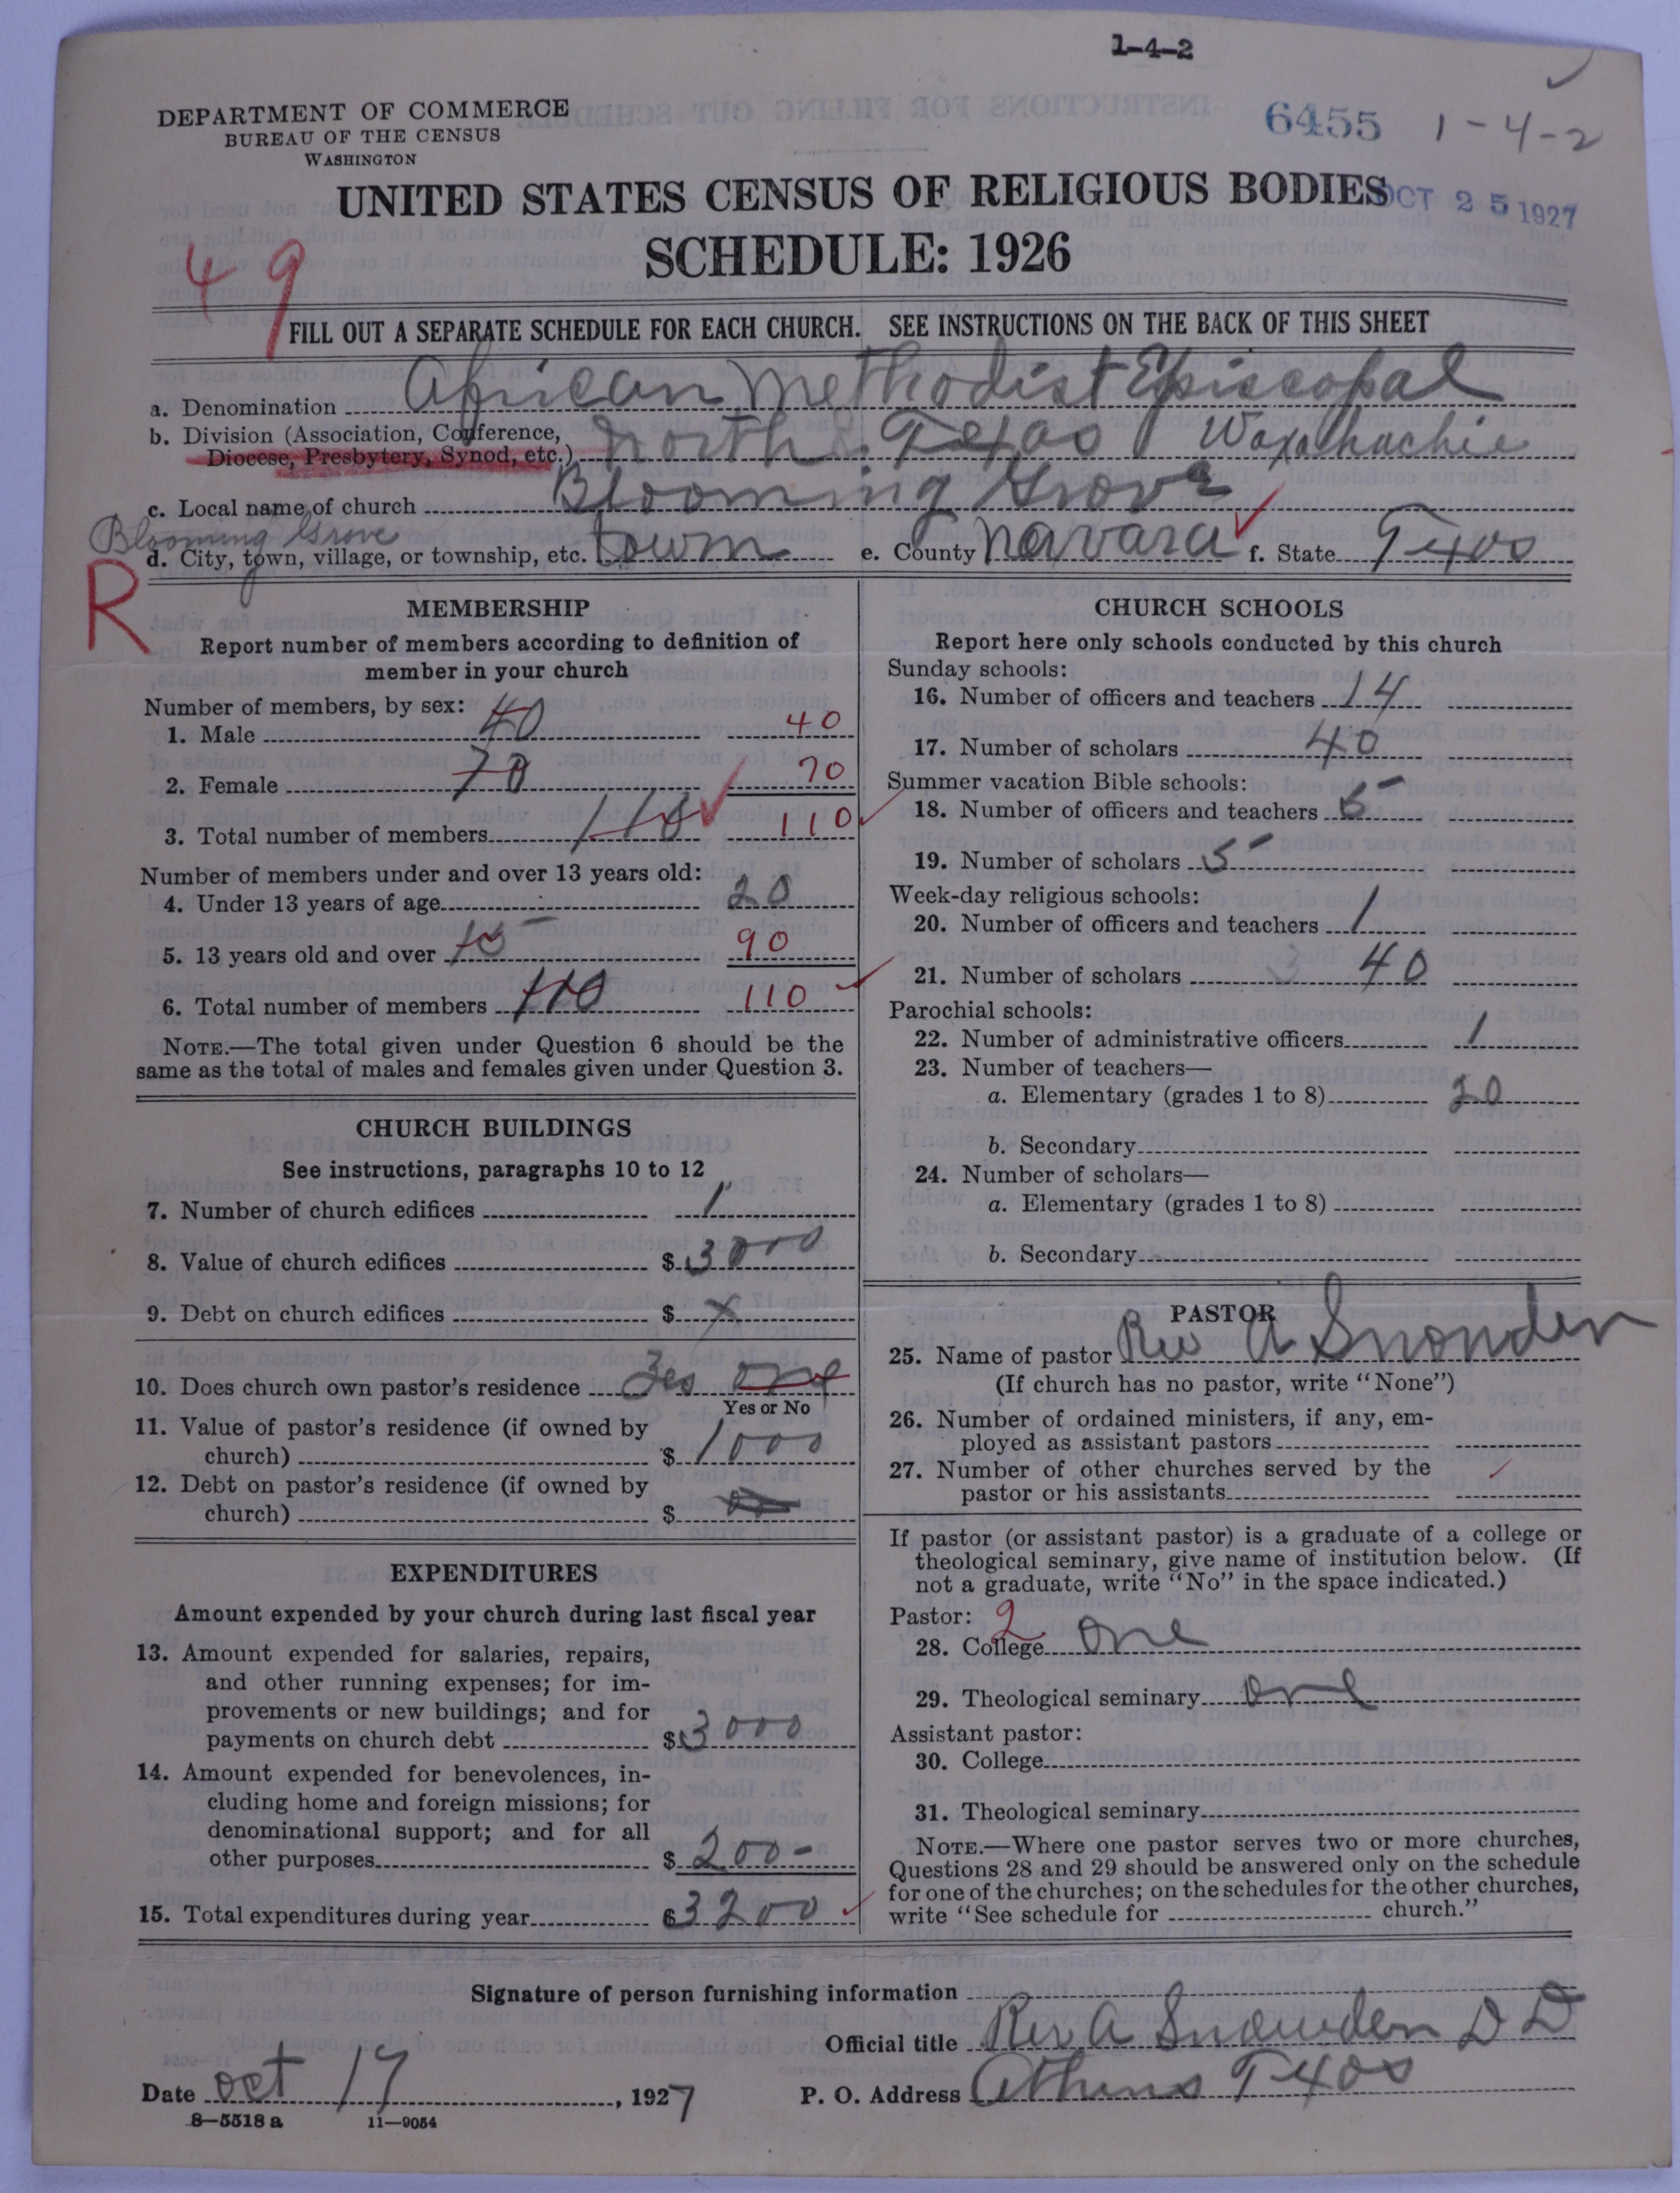 1-4-2
DEPARTMENT OF COMMERCE
BUREAU OF THE CENSUS
WASHINGTON
6455 1-4-2
UNITED STATES CENSUS OF RELIGIOUS BODIES
OCT 25 1927
SCHEDULE: 1926
49
FILL OUT A SEPARATE SCHEDULE FOR EACH CHURCH. SEE INSTRUCTIONS ON THE BACK OF THIS SHEET
a. Denomination African Methodist Episcopal
b. Division (Association, Conference,
Diocese, Presbytery, Synod, etc.) North Texas Waxahachie
c. Local name of church Blooming Grove
Blooming Grove
d. City, town, village, or township, etc. town e. County Navara f. State Texos
R
MEMBERSHIP
Report number of members according to definition of
member in your church
Number of members, by sex:
1. Male 40 40
2. Female 70 70
3. Total number of members 110 110
Number of members under and over 13 years old:
4. Under 13 years of age 20
5. 13 years old and over 15 90
6. Total number of members 110 110
NOTE.—The total given under Question 6 should be the
same as the total of males and females given under Question 3.
CHURCH BUILDINGS
See instructions, paragraphs 10 to 12
7. Number of church edifices 1
8. Value of church edifices $ 3000
9. Debt on church edifices $ x
10. Does church own pastor's residence Yes one
Yes or No
11. Value of pastor's residence (if owned by
church) $ 1000
12. Debt on pastor's residence (if owned by
church) $
EXPENDITURES
Amount expended by your church during last fiscal year
13. Amount expended for salaries, repairs,
and other running expenses; for im-
provements or new buildings; and for
payments on church debt $ 3000
14. Amount expended for benevolences, in-
cluding home and foreign missions; for
denominational support; and for all
other purposes $ 200-
15. Total expenditures during year $ 3200
CHURCH SCHOOLS
Report here only schools conducted by this church
Sunday schools:
16. Number of officers and teachers 14
17. Number of scholars 40
Summer vacation Bible schools:
18. Number of officers and teachers 5
19. Number of scholars 5
Week-day religious schools:
20. Number of officers and teachers 1
21. Number of scholars 40
Parochial schools:
22. Number of administrative officers 1
23. Number of teachers—
a. Elementary (grades 1 to 8) 20
b. Secondary
24. Number of scholars—
a. Elementary (grades 1 to 8)
b. Secondary
PASTOR
25. Name of pastor Rev A Snonden
(If church has no pastor, write "None")
26. Number of ordained ministers, if any, em-
ployed as assistant pastors
27. Number of other churches served by the
pastor or his assistants
If pastor (or assistant pastor) is a graduate of a college or
theological seminary, give name of institution below. (If
not a graduate, write "No" in the space indicated.)
Pastor: 2
28. College one
29. Theological seminary one
Assistant pastor:
30. College
31. Theological seminary
NOTE.—Where one pastor serves two or more churches,
Questions 28 and 29 should be answered only on the schedule
for one of the churches; on the schedules for the other churches,
write "See schedule for church."
Signature of person furnishing information
Official title Rev A Snowden D D
Date oct 17, 1927 P. O. Address Athens Texos
8—5518 a 11—9054